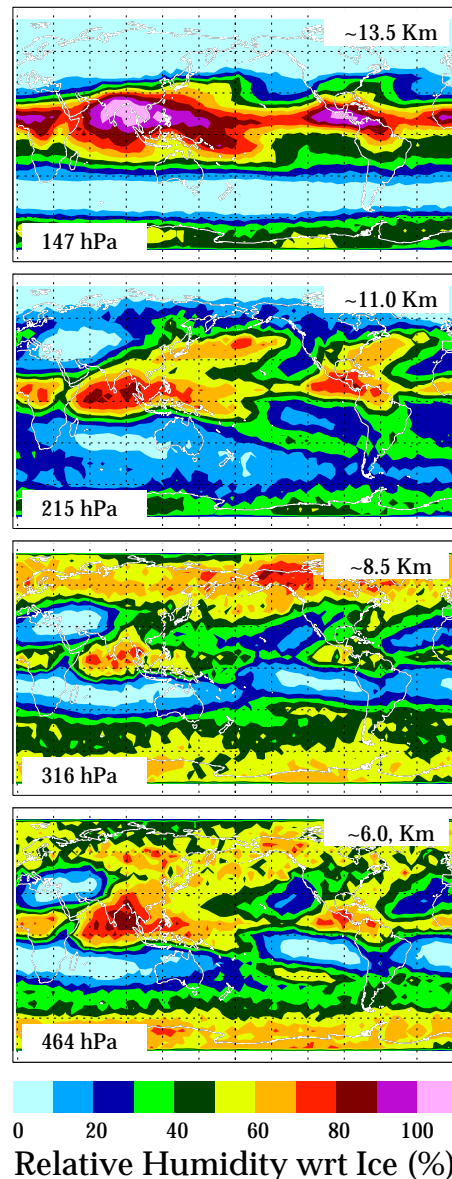 ~13.5 Km
147 hPa
~11.0 Km
215 hPa
~8.5 Km
316 hPa
~6.0, Km
464 hPa
0 20 40 60 80 100
Relative Humidity wrt Ice (%)